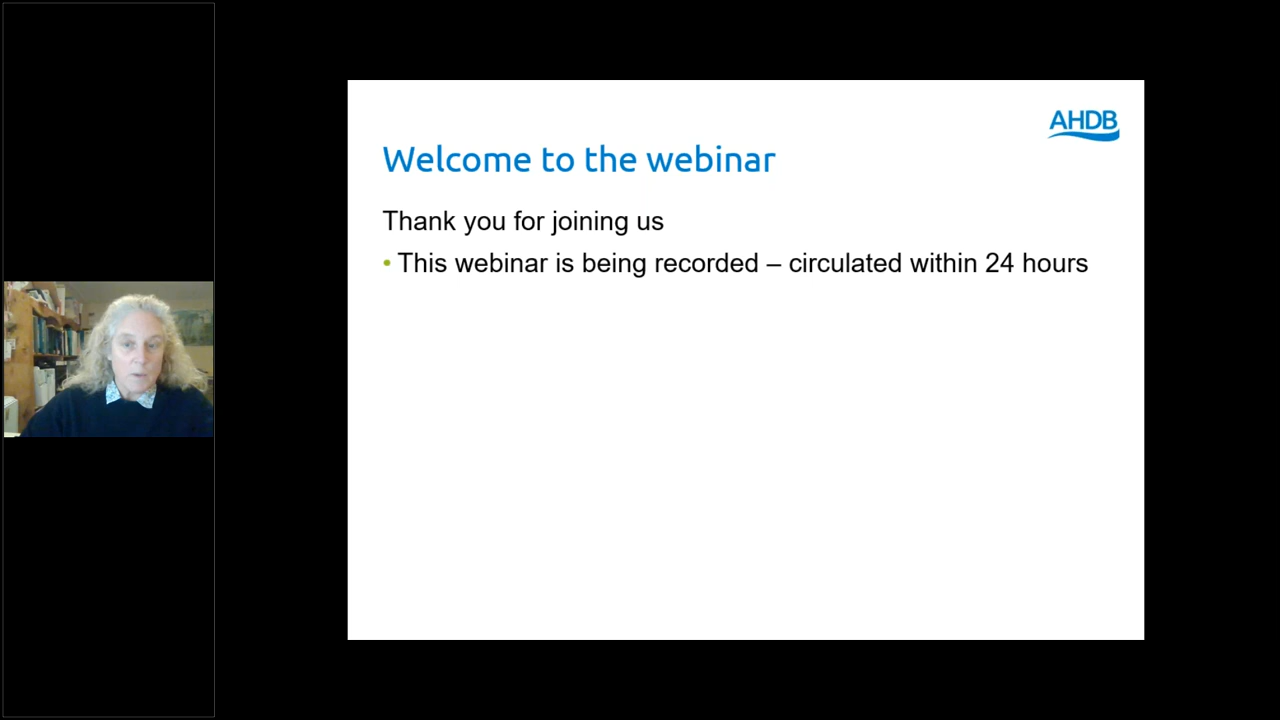 AHDB
Welcome to the webinar
Thank you for joining us
• This webinar is being recorded – circulated within 24 hours